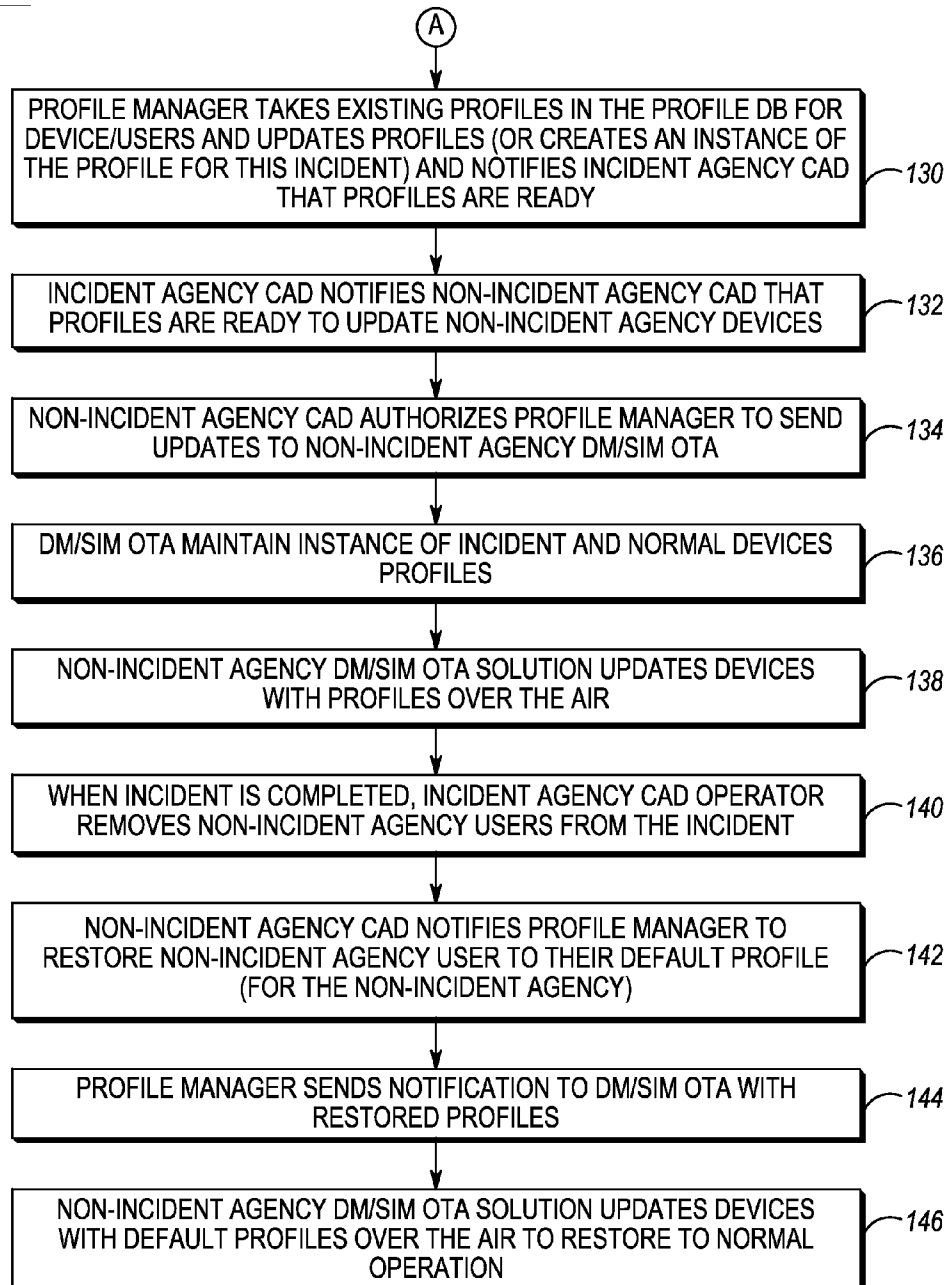 A
PROFILE MANAGER TAKES EXISTING PROFILES IN THE PROFILE DB FOR
DEVICE/USERS AND UPDATES PROFILES (OR CREATES AN INSTANCE OF
THE PROFILE FOR THIS INCIDENT) AND NOTIFIES INCIDENT AGENCY CAD
THAT PROFILES ARE READY
130
INCIDENT AGENCY CAD NOTIFIES NON-INCIDENT AGENCY CAD THAT
PROFILES ARE READY TO UPDATE NON-INCIDENT AGENCY DEVICES
132
NON-INCIDENT AGENCY CAD AUTHORIZES PROFILE MANAGER TO SEND
UPDATES TO NON-INCIDENT AGENCY DM/SIM OTA
134
DM/SIM OTA MAINTAIN INSTANCE OF INCIDENT AND NORMAL DEVICES
PROFILES
136
NON-INCIDENT AGENCY DM/SIM OTA SOLUTION UPDATES DEVICES
WITH PROFILES OVER THE AIR
138
WHEN INCIDENT IS COMPLETED, INCIDENT AGENCY CAD OPERATOR
REMOVES NON-INCIDENT AGENCY USERS FROM THE INCIDENT
140
NON-INCIDENT AGENCY CAD NOTIFIES PROFILE MANAGER TO
RESTORE NON-INCIDENT AGENCY USER TO THEIR DEFAULT PROFILE
(FOR THE NON-INCIDENT AGENCY)
142
PROFILE MANAGER SENDS NOTIFICATION TO DM/SIM OTA WITH
RESTORED PROFILES
144
NON-INCIDENT AGENCY DM/SIM OTA SOLUTION UPDATES DEVICES
WITH DEFAULT PROFILES OVER THE AIR TO RESTORE TO NORMAL
OPERATION
146